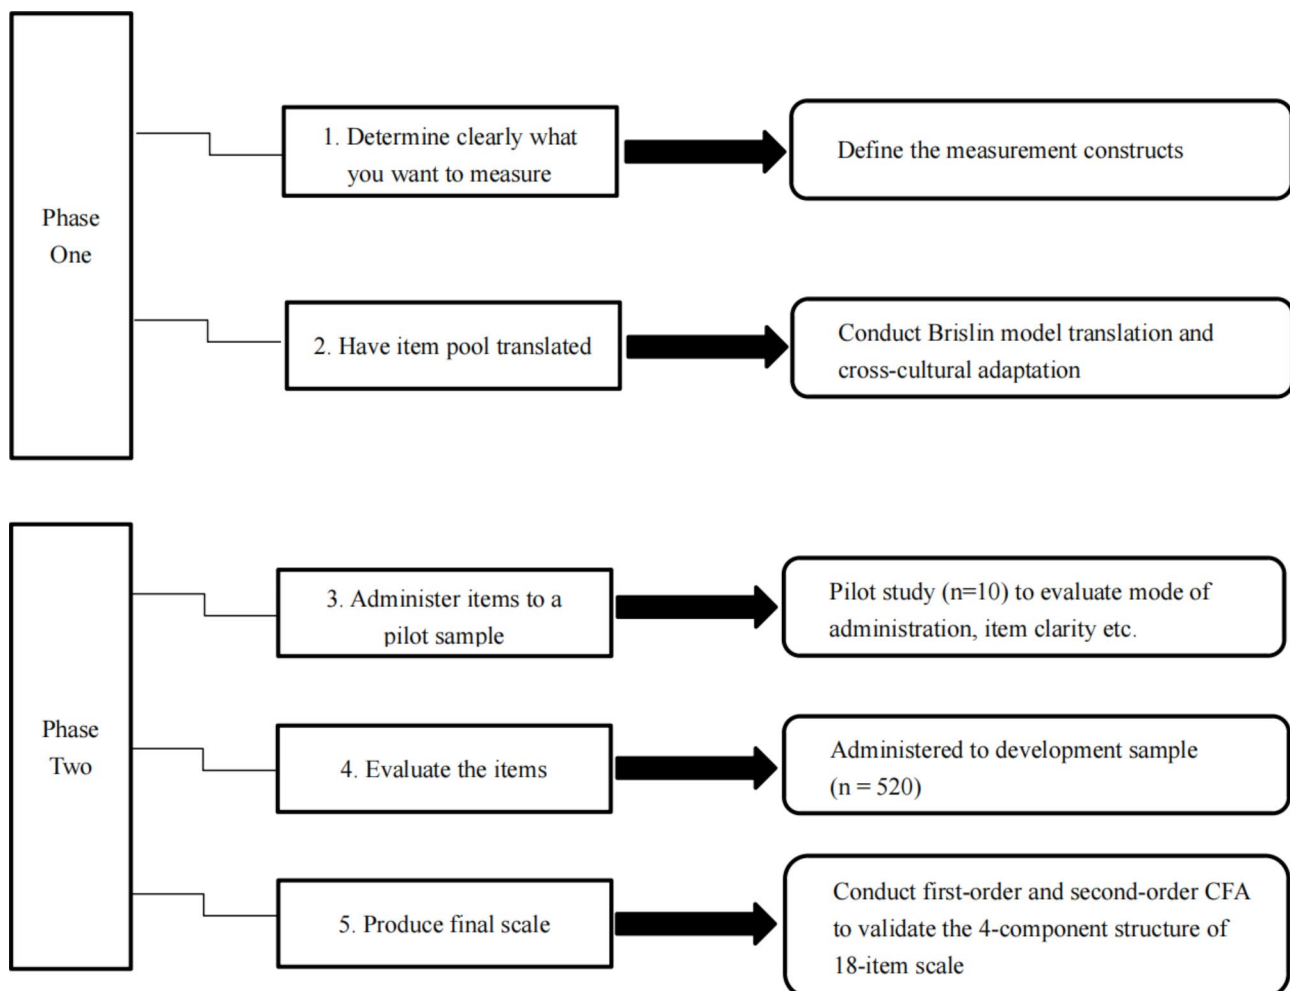 Phase
One
1. Determine clearly what
you want to measure
Define the measurement constructs
2. Have item pool translated
Conduct Brislin model translation and
cross-cultural adaptation
Phase
Two
3. Administer items to a
pilot sample
Pilot study (n=10) to evaluate mode of
administration, item clarity etc.
4. Evaluate the items
Administered to development sample
(n = 520)
5. Produce final scale
Conduct first-order and second-order CFA
to validate the 4-component structure of
18-item scale